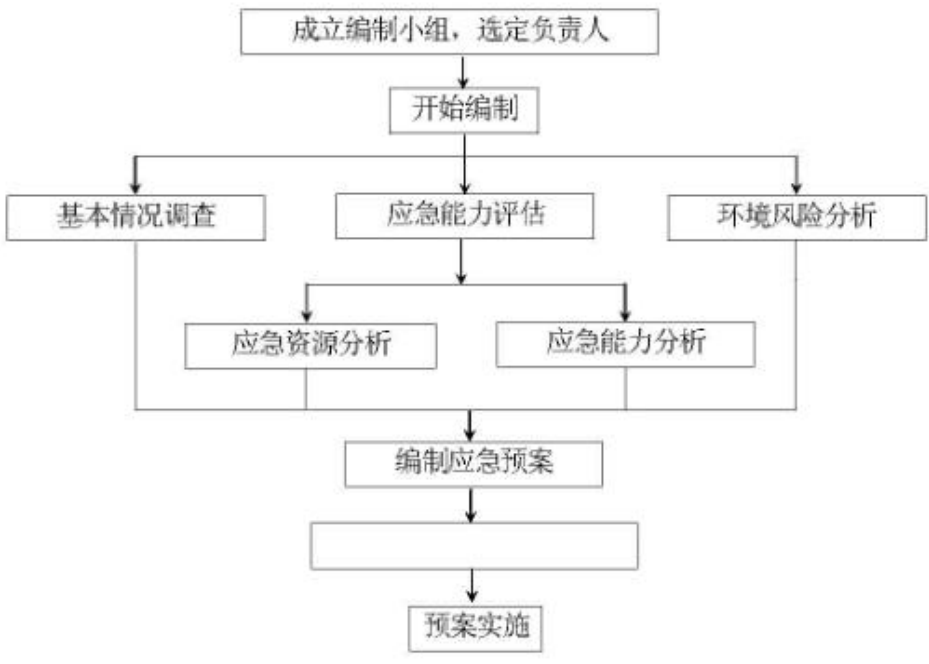 成立编制小组，选定负责人
开始编制
基本情况调查
应急能力评估
环境风险分析
应急资源分析
应急能力分析
编制应急预案
预案实施